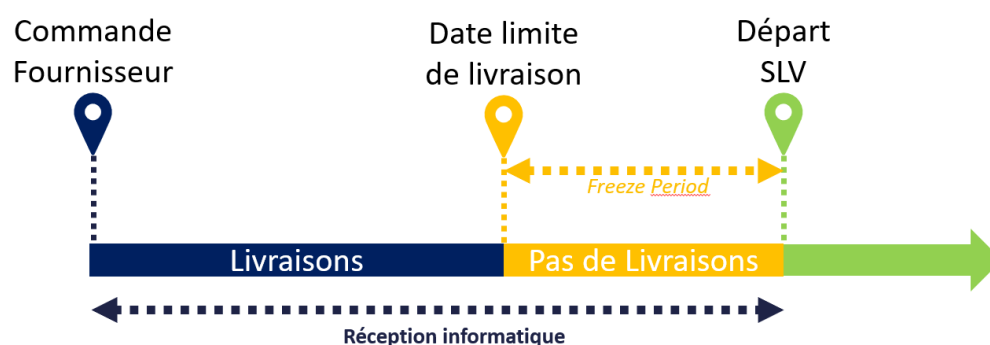 Commande
Fournisseur
Date limite
de livraison
Départ
SLV
Freeze Period
Livraisons
Pas de Livraisons
Réception informatique